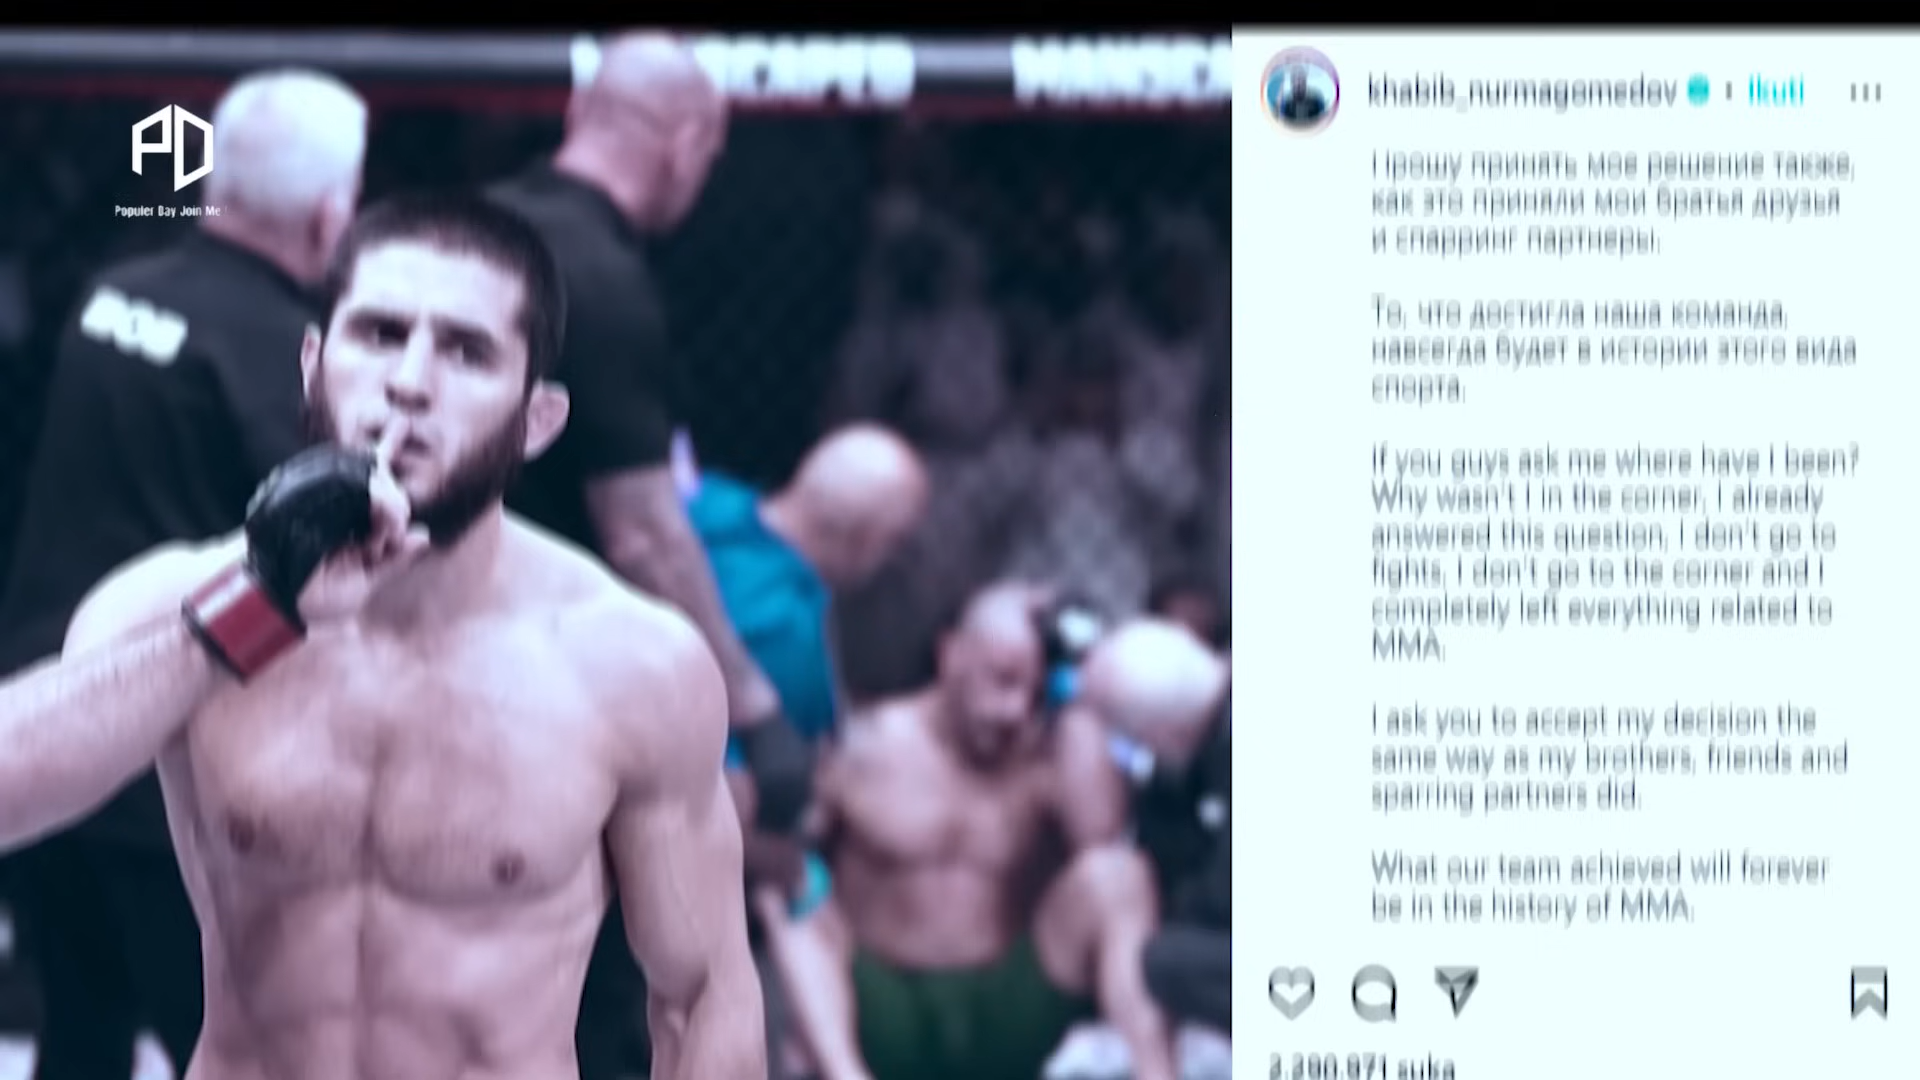 PD
Populer Day Join Me !
khabib_nurmagomedov
Ikuti
Прошу принять мое решение также,
как это приняли мои братья друзья
и спарринг партнеры.
То, что достигла наша команда,
навсегда будет в истории этого вида
спорта.
If you guys ask me where have I been?
Why wasn't I in the corner, I already
answered this question, I don't go to
fights, I don't go to the corner and I
completely left everything related to
MMA.
I ask you to accept my decision the
same way as my brothers, friends and
sparring partners did.
What our team achieved will forever
be in the history of MMA.
suka